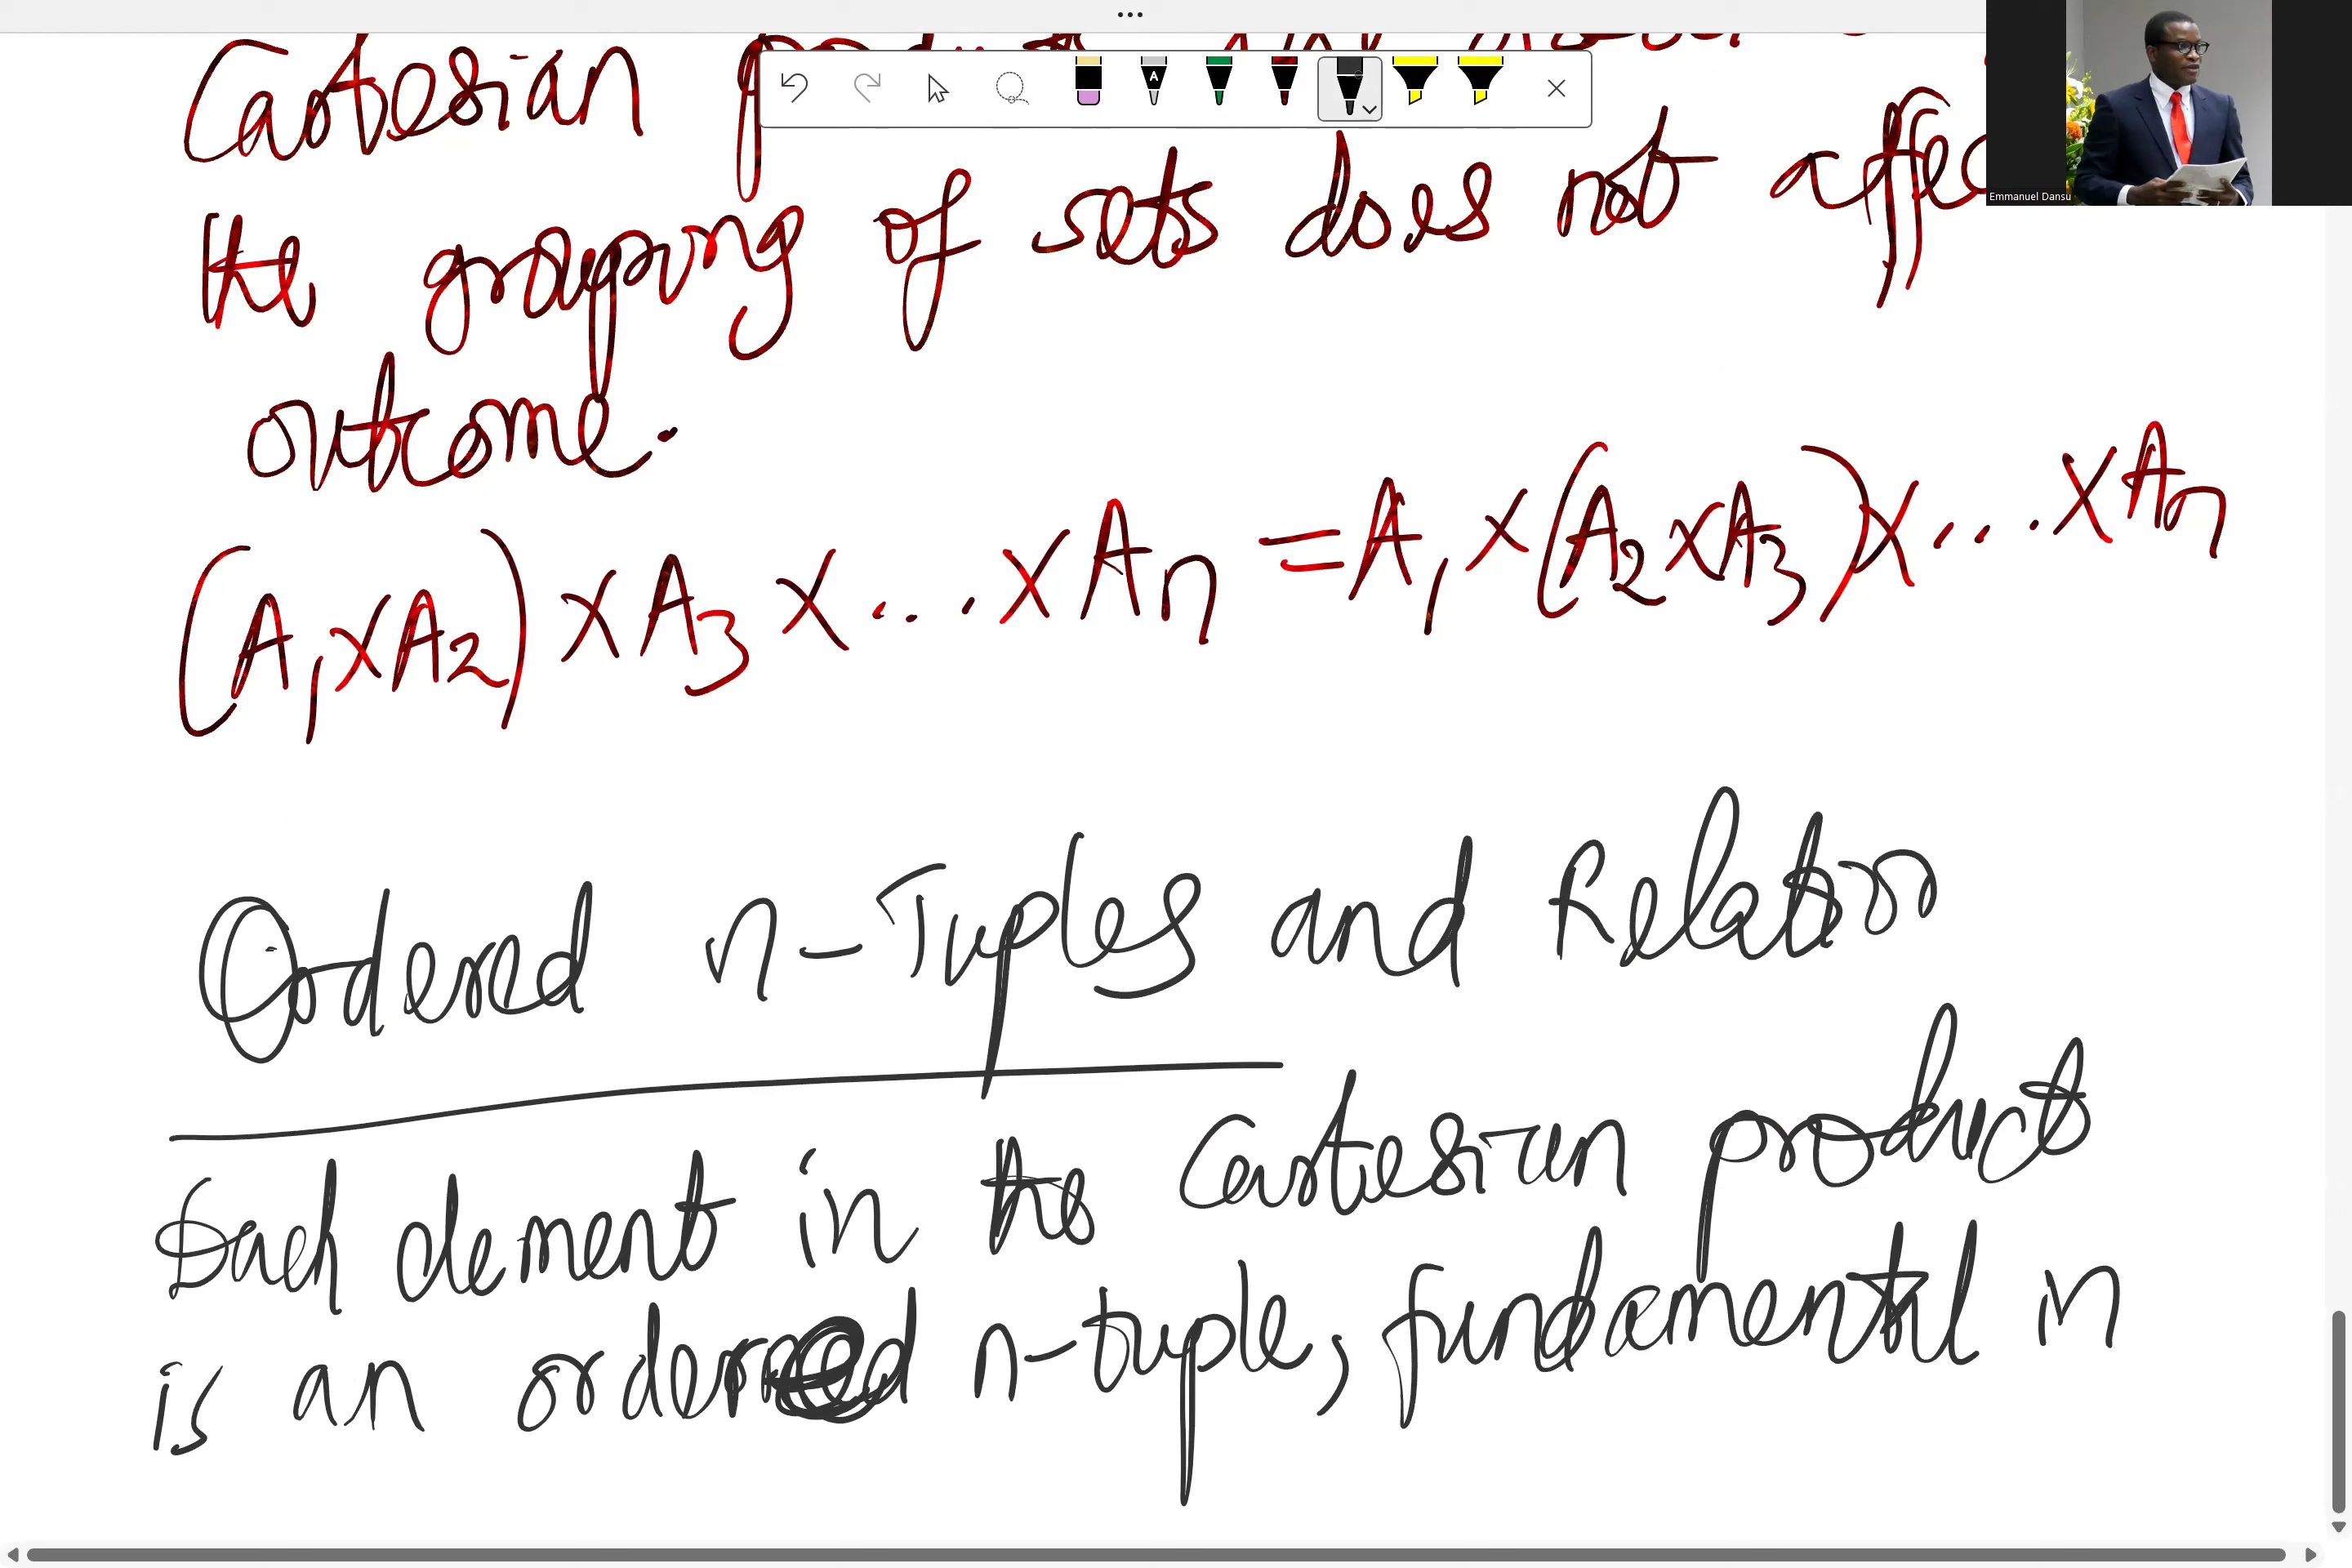 Cartesian
Emmanuel Dansu
the grouping of sets does not affec
outcome.
(A₁×A₂)×A₃×...×Aₙ =A₁×(A₂×A₃)×...×Aₙ
Ordered n-Tuples and Relation
Each element in the Cartesian product
is an ordered n-tuple, fundamental in